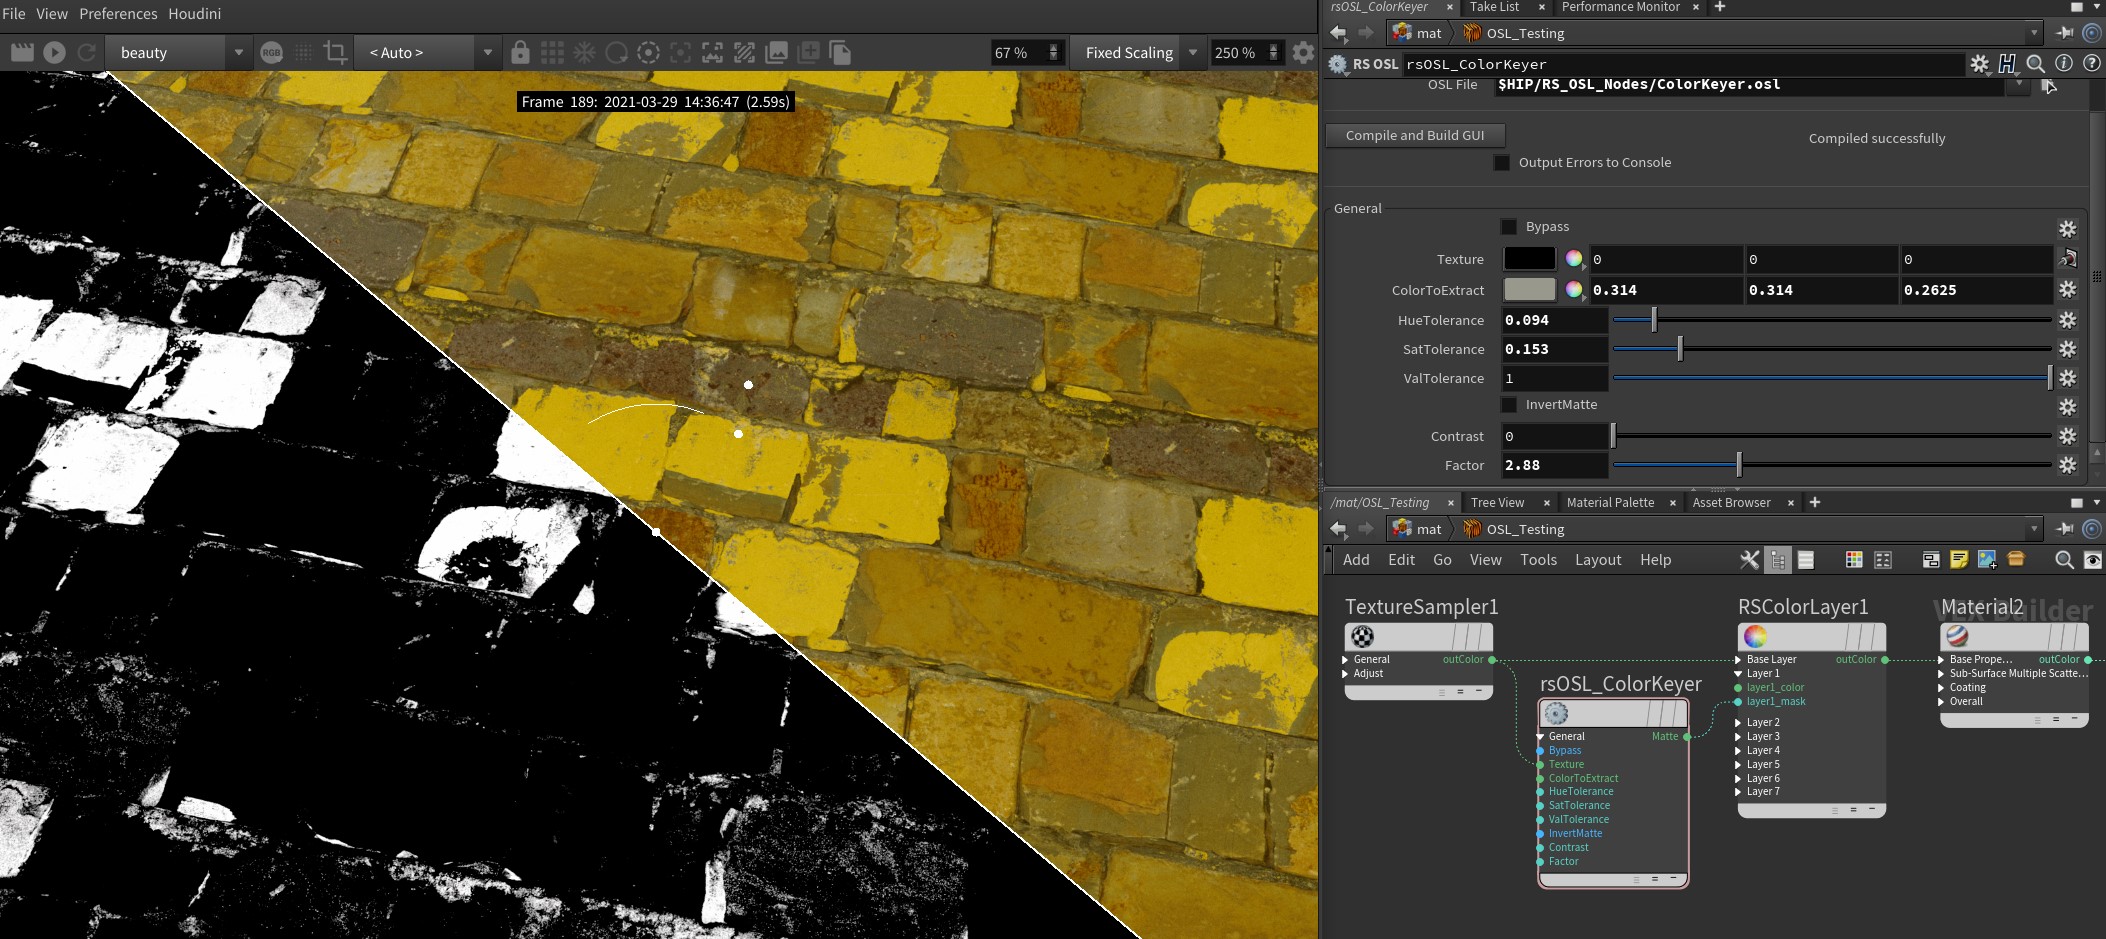 File View Preferences Houdini
beauty
RGB
< Auto >
67 %
Fixed Scaling
250 %
Frame 189: 2021-03-29 14:36:47 (2.59s)
rsOSL_ColorKeyer × Take List × Performance Monitor × +
mat OSL_Testing
RS OSL rsOSL_ColorKeyer
OSL File $HIP/RS_OSL_Nodes/ColorKeyer.osl
Compile and Build GUI Compiled successfully
Output Errors to Console
General
Bypass
Texture 0 0 0
ColorToExtract 0.314 0.314 0.2625
HueTolerance 0.094
SatTolerance 0.153
ValTolerance 1
InvertMatte
Contrast 0
Factor 2.88
/mat/OSL_Testing × Tree View × Material Palette × Asset Browser × +
mat OSL_Testing
Add Edit Go View Tools Layout Help
VEX Builder
TextureSampler1
General outColor
Adjust
rsOSL_ColorKeyer
General Matte
Bypass
Texture
ColorToExtract
HueTolerance
SatTolerance
ValTolerance
InvertMatte
Contrast
Factor
RSColorLayer1
Base Layer outColor
Layer 1
layer1_color
layer1_mask
Layer 2
Layer 3
Layer 4
Layer 5
Layer 6
Layer 7
Material2
Base Prope... outColor
Sub-Surface Multiple Scatte...
Coating
Overall